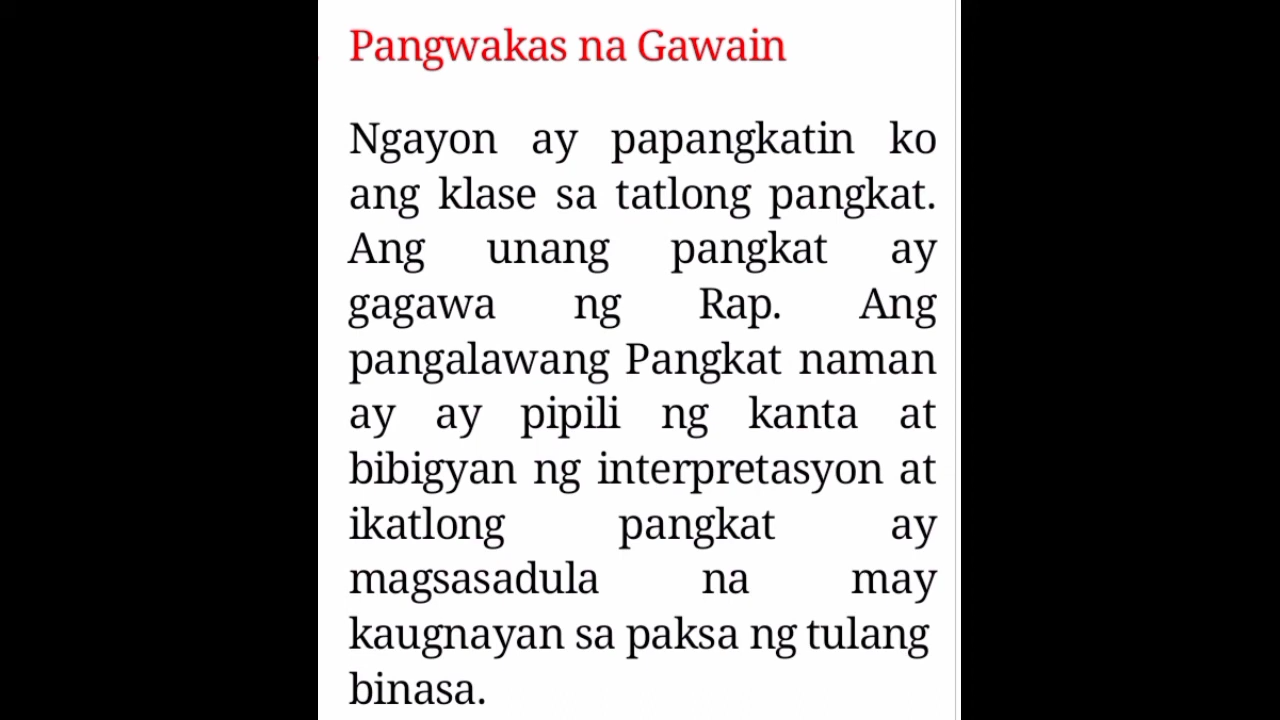 Pangwakas na Gawain
Ngayon ay papangkatin ko
ang klase sa tatlong pangkat.
Ang unang pangkat ay
gagawa ng Rap. Ang
pangalawang Pangkat naman
ay ay pipili ng kanta at
bibigyan ng interpretasyon at
ikatlong pangkat ay
magsasadula na may
kaugnayan sa paksa ng tulang
binasa.